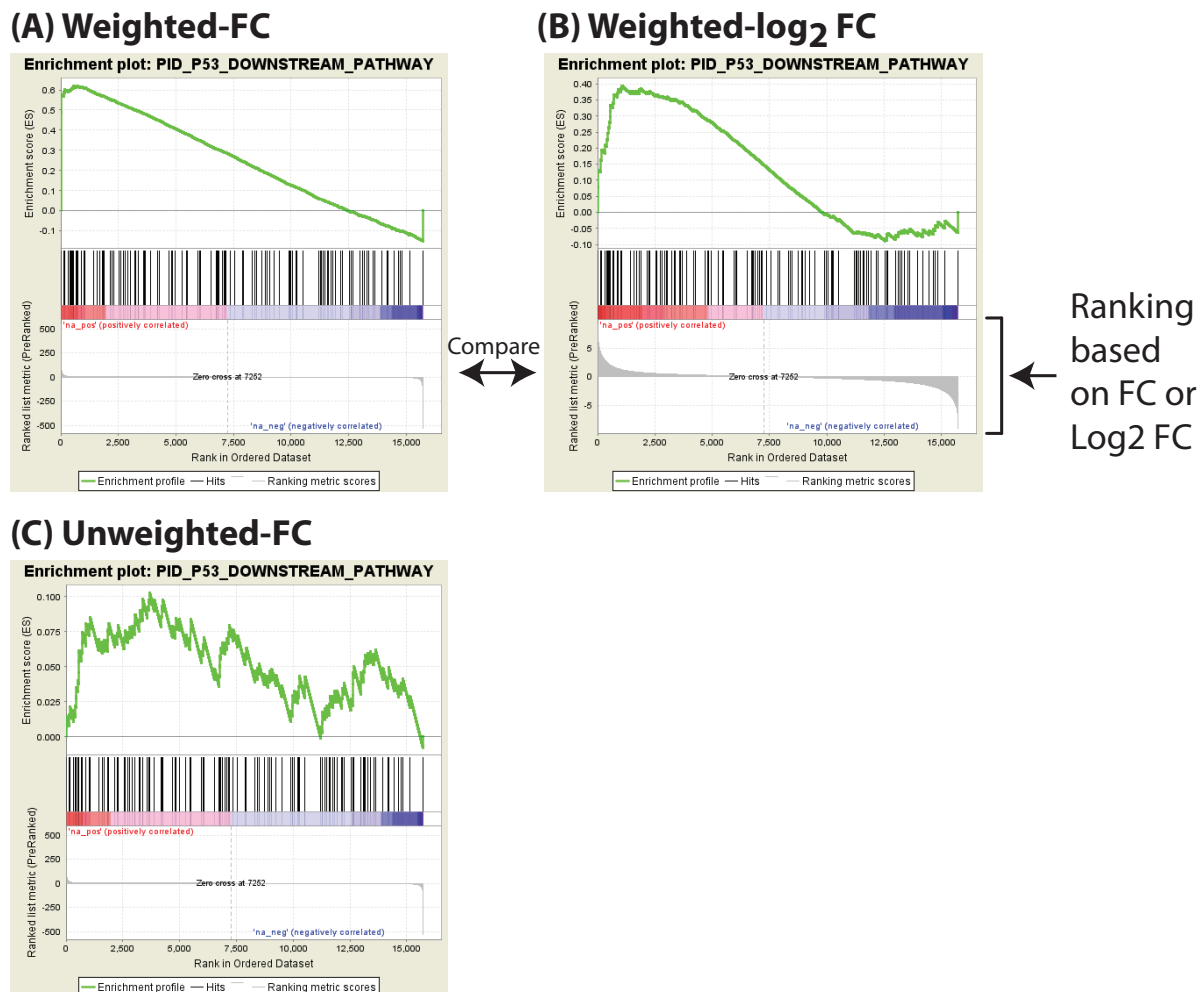 (A) Weighted-FC
Enrichment plot: PID_P53_DOWNSTREAM_PATHWAY
Enrichment score (ES)
0.6
0.5
0.4
0.3
0.2
0.1
0.0
-0.1
'na_pos' (positively correlated)
Ranked list metric (PreRanked)
500
250
0
-250
-500
Zero cross at 7252
'na_neg' (negatively correlated)
0 2,500 5,000 7,500 10,000 12,500 15,000
Rank in Ordered Dataset
Enrichment profile Hits Ranking metric scores
Compare
(B) Weighted-log2 FC
Enrichment plot: PID_P53_DOWNSTREAM_PATHWAY
Enrichment score (ES)
0.40
0.35
0.30
0.25
0.20
0.15
0.10
0.05
0.00
-0.05
-0.10
'na_pos' (positively correlated)
Ranked list metric (PreRanked)
5
0
-5
Zero cross at 7252
'na_neg' (negatively correlated)
0 2,500 5,000 7,500 10,000 12,500 15,000
Rank in Ordered Dataset
Enrichment profile Hits Ranking metric scores
Ranking
based
on FC or
Log2 FC
(C) Unweighted-FC
Enrichment plot: PID_P53_DOWNSTREAM_PATHWAY
Enrichment score (ES)
0.100
0.075
0.050
0.025
0.000
'na_pos' (positively correlated)
Ranked list metric (PreRanked)
500
250
0
-250
-500
Zero cross at 7252
'na_neg' (negatively correlated)
0 2,500 5,000 7,500 10,000 12,500 15,000
Rank in Ordered Dataset
Enrichment profile Hits Ranking metric scores